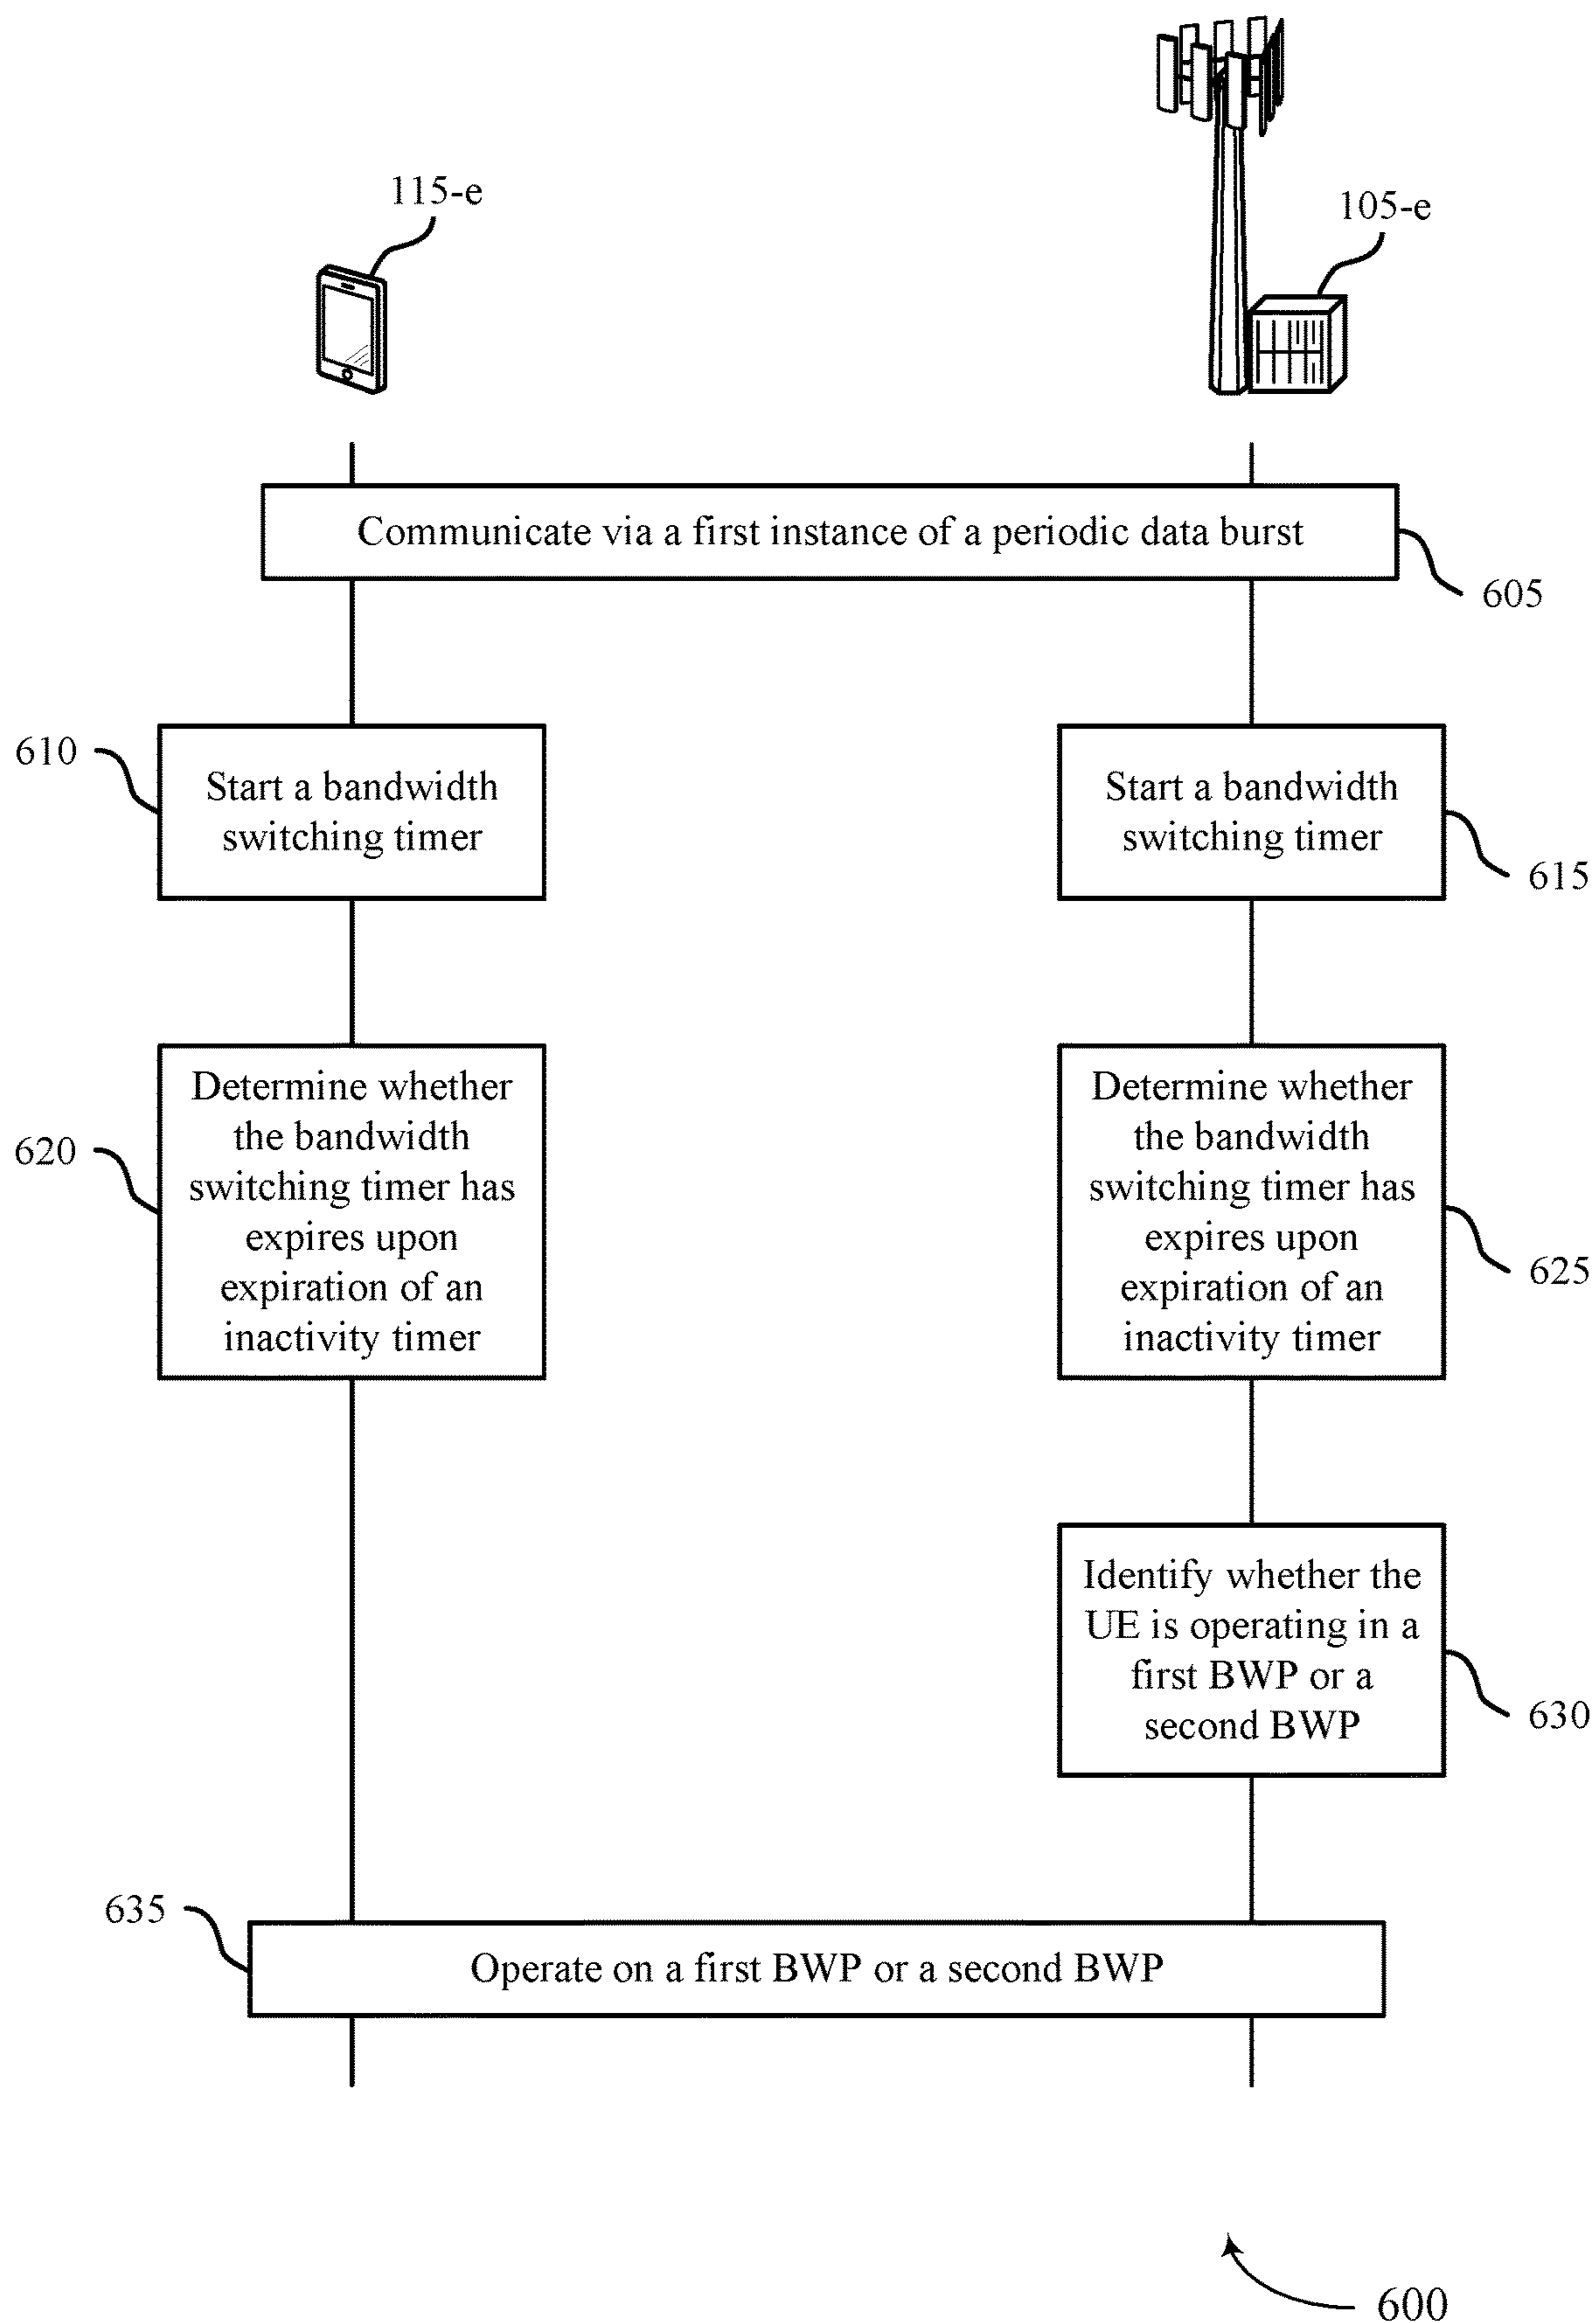 115-e
105-e
Communicate via a first instance of a periodic data burst
605
610
Start a bandwidth
switching timer
Start a bandwidth
switching timer
615
620
Determine whether
the bandwidth
switching timer has
expires upon
expiration of an
inactivity timer
Determine whether
the bandwidth
switching timer has
expires upon
expiration of an
inactivity timer
625
Identify whether the
UE is operating in a
first BWP or a
second BWP
630
635
Operate on a first BWP or a second BWP
600